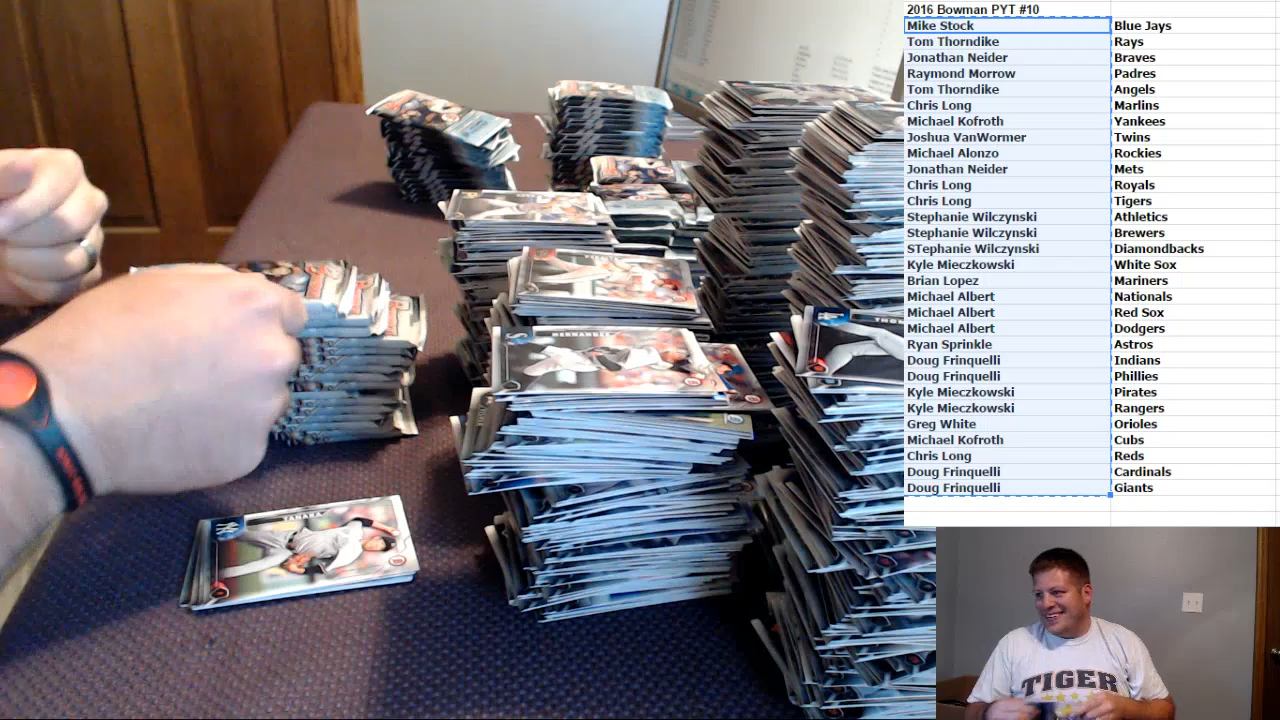 2016 Bowman PYT #10
Mike Stock Blue Jays
Tom Thorndike Rays
Jonathan Neider Braves
Raymond Morrow Padres
Tom Thorndike Angels
Chris Long Marlins
Michael Kofroth Yankees
Joshua VanWormer Twins
Michael Alonzo Rockies
Jonathan Neider Mets
Chris Long Royals
Chris Long Tigers
Stephanie Wilczynski Athletics
Stephanie Wilczynski Brewers
STephanie Wilczynski Diamondbacks
Kyle Mieczkowski White Sox
Brian Lopez Mariners
Michael Albert Nationals
Michael Albert Red Sox
Michael Albert Dodgers
Ryan Sprinkle Astros
Doug Frinquelli Indians
Doug Frinquelli Phillies
Kyle Mieczkowski Pirates
Kyle Mieczkowski Rangers
Greg White Orioles
Michael Kofroth Cubs
Chris Long Reds
Doug Frinquelli Cardinals
Doug Frinquelli Giants
HERNANDEZ
TANAKA
TIGER